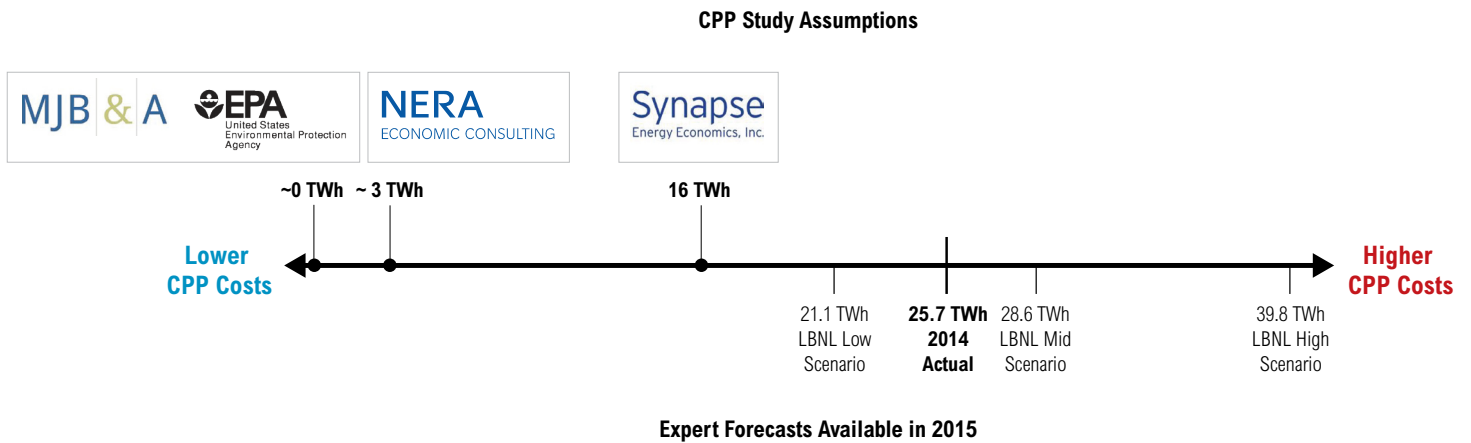 CPP Study Assumptions
MJB & A
EPA
United States
Environmental Protection
Agency
NERA
ECONOMIC CONSULTING
Synapse
Energy Economics, Inc.
~0 TWh
~ 3 TWh
16 TWh
Lower
CPP Costs
Higher
CPP Costs
21.1 TWh
LBNL Low
Scenario
25.7 TWh
2014
Actual
28.6 TWh
LBNL Mid
Scenario
39.8 TWh
LBNL High
Scenario
Expert Forecasts Available in 2015